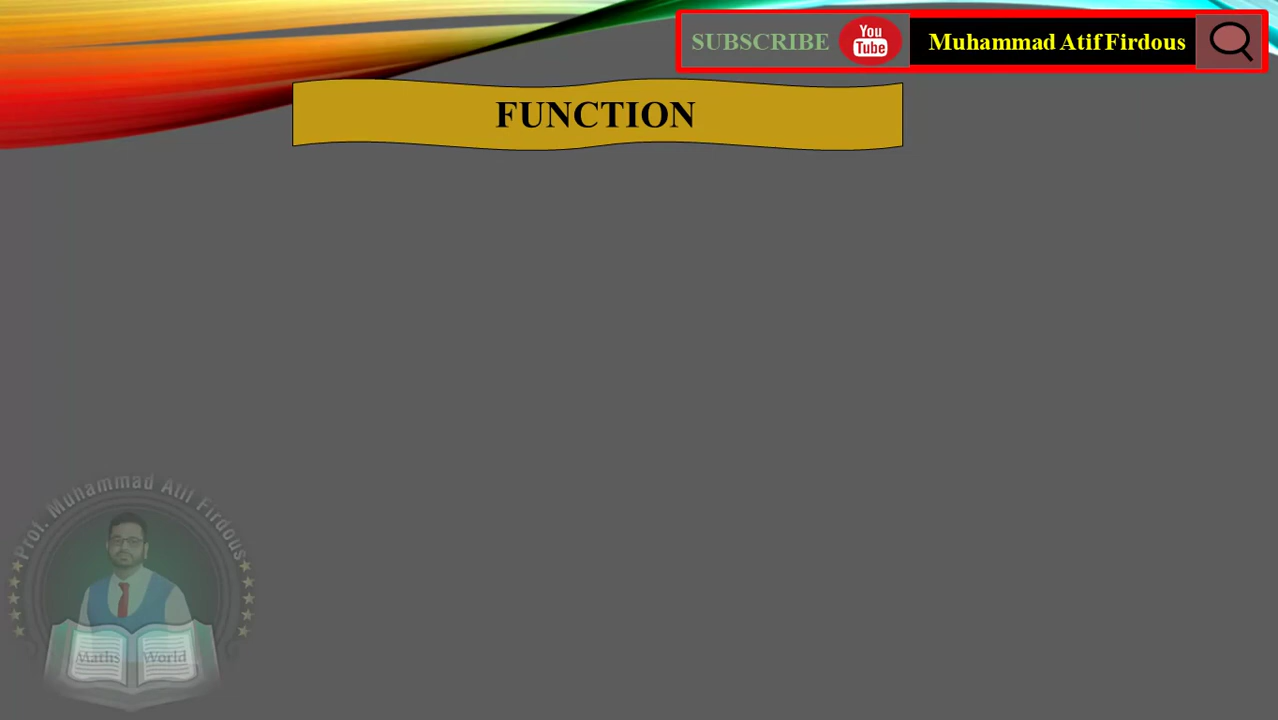 SUBSCRIBE You Tube Muhammad Atif Firdous
FUNCTION
Prof. Muhammad Atif Firdous
Maths World